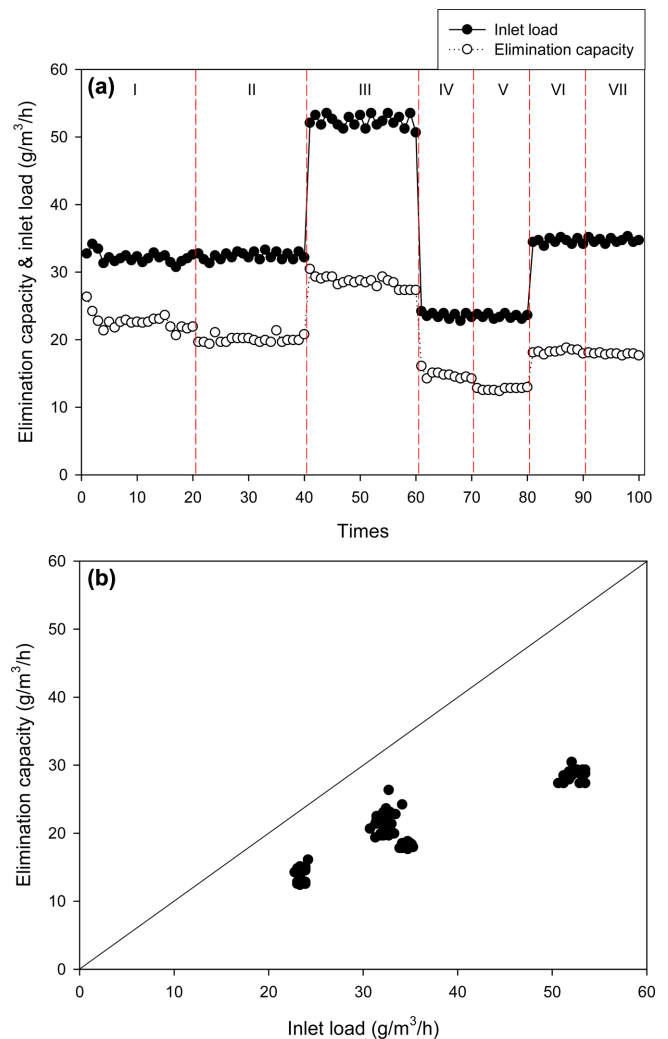 Inlet load
Elimination capacity
(a)
I II III IV V VI VII
60
50
40
30
20
10
0
Elimination capacity & inlet load (g/m³/h)
0 10 20 30 40 50 60 70 80 90 100
Times
(b)
60
50
40
30
20
10
0
Elimination capacity (g/m³/h)
0 10 20 30 40 50 60
Inlet load (g/m³/h)